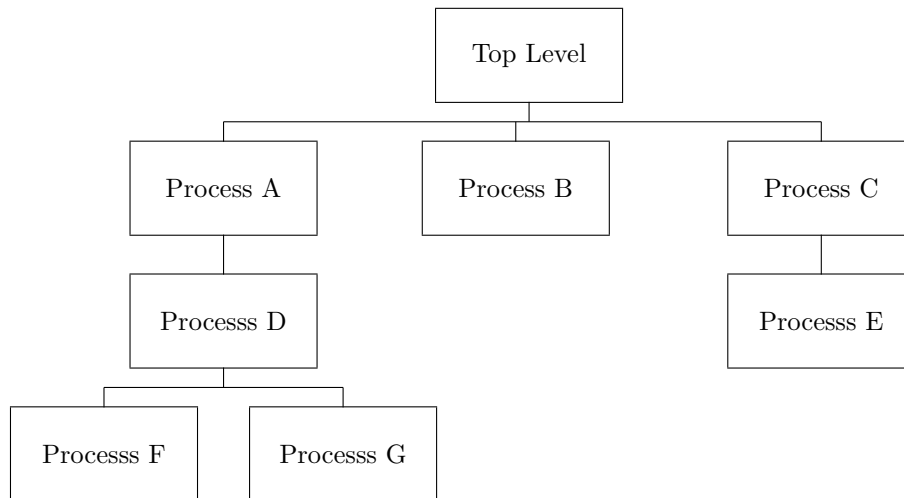 Top Level
Process A
Process B
Process C
Processs D
Processs E
Processs F
Processs G